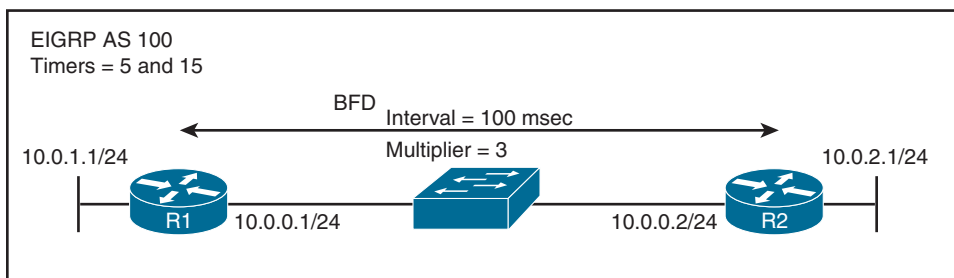 EIGRP AS 100
Timers = 5 and 15
BFD
Interval = 100 msec
Multiplier = 3
10.0.1.1/24
10.0.2.1/24
R1
10.0.0.1/24
10.0.0.2/24
R2